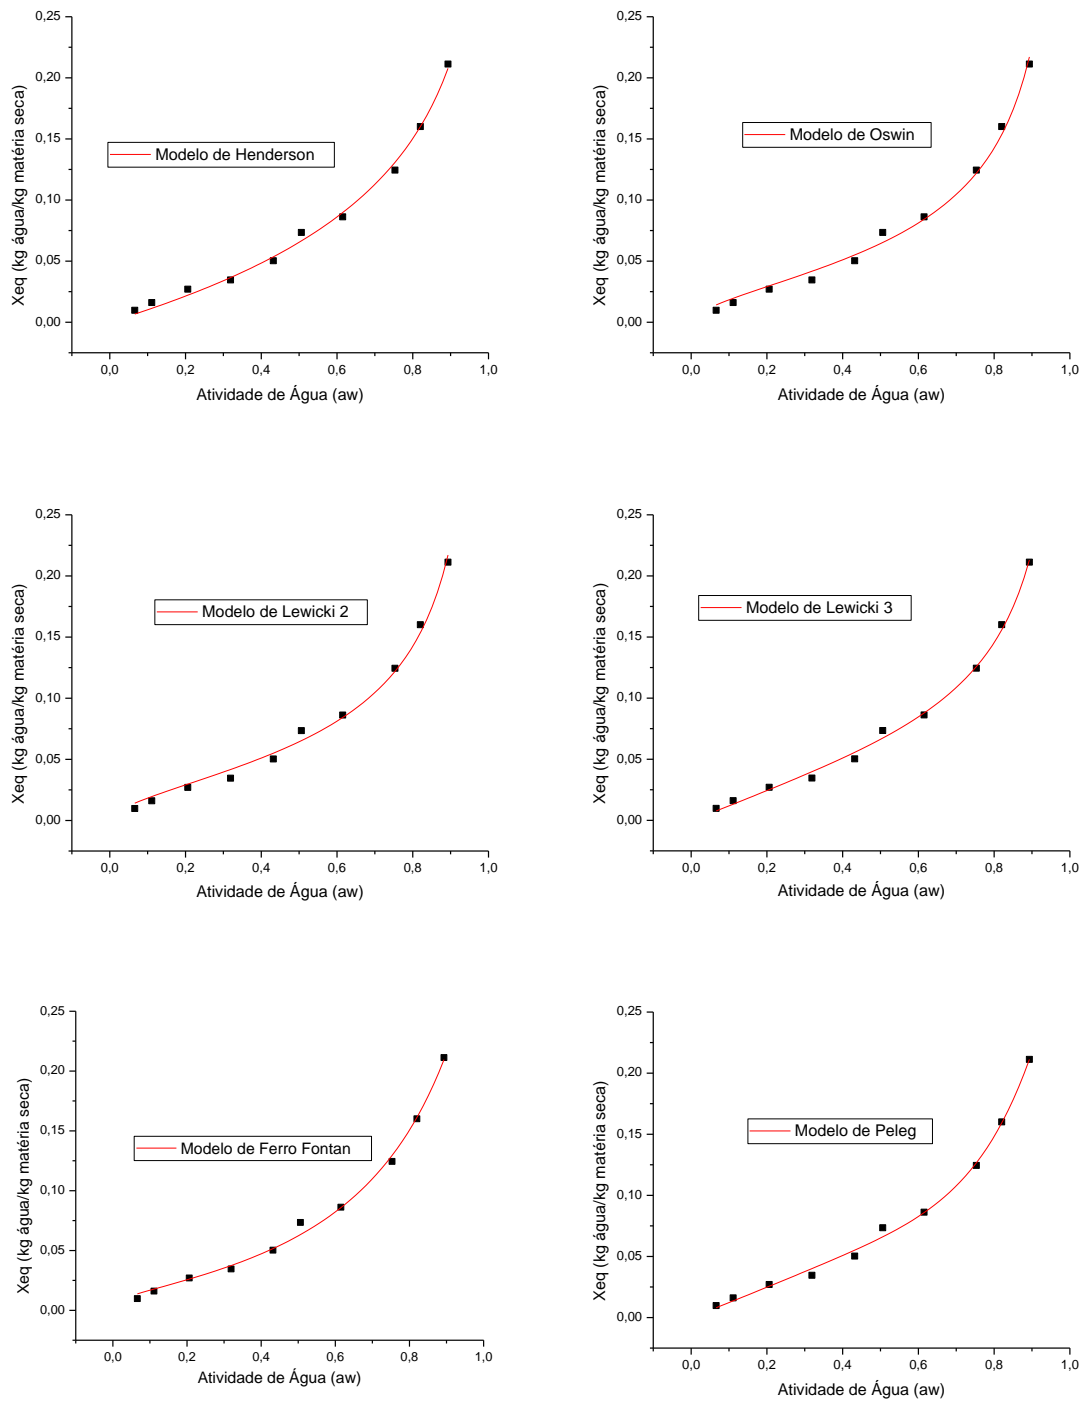 0,25
0,20
0,15
0,10
0,05
0,00
Xeq (kg água/kg matéria seca)
Modelo de Henderson
0,0 0,2 0,4 0,6 0,8 1,0
Atividade de Água (aw)
0,25
0,20
0,15
0,10
0,05
0,00
Xeq (kg água/kg matéria seca)
Modelo de Oswin
0,0 0,2 0,4 0,6 0,8 1,0
Atividade de Água (aw)
0,25
0,20
0,15
0,10
0,05
0,00
Xeq (kg água/kg matéria seca)
Modelo de Lewicki 2
0,0 0,2 0,4 0,6 0,8 1,0
Atividade de Água (aw)
0,25
0,20
0,15
0,10
0,05
0,00
Xeq (kg água/kg matéria seca)
Modelo de Lewicki 3
0,0 0,2 0,4 0,6 0,8 1,0
Atividade de Água (aw)
0,25
0,20
0,15
0,10
0,05
0,00
Xeq (kg água/kg matéria seca)
Modelo de Ferro Fontan
0,0 0,2 0,4 0,6 0,8 1,0
Atividade de Água (aw)
0,25
0,20
0,15
0,10
0,05
0,00
Xeq (kg água/kg matéria seca)
Modelo de Peleg
0,0 0,2 0,4 0,6 0,8 1,0
Atividade de Água (aw)